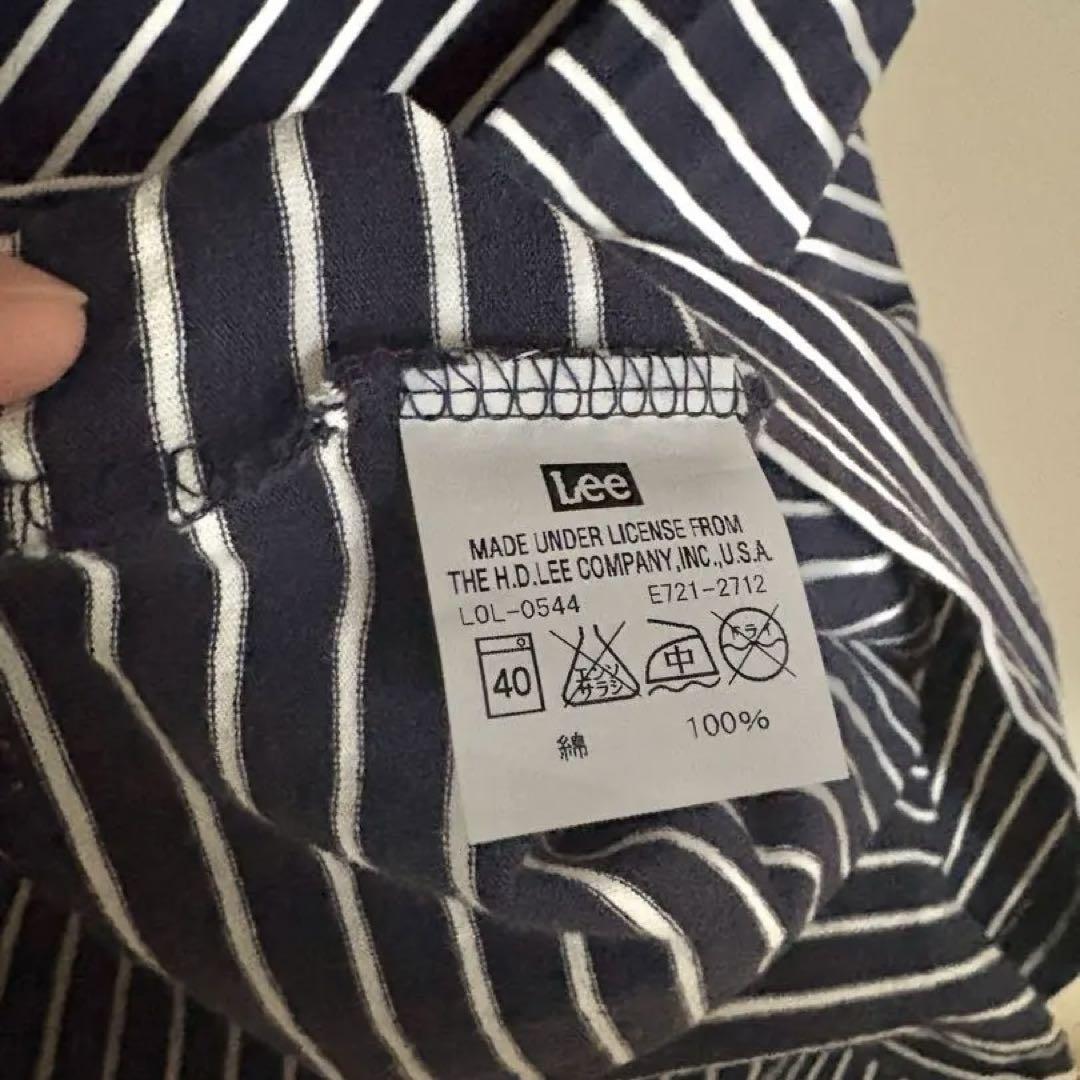 Lee
MADE UNDER LICENSE FROM
THE H.D.LEE COMPANY,INC.,U.S.A.
LOL-0544 E721-2712
40 エンソ サラシ 中 ドライ
綿 100%